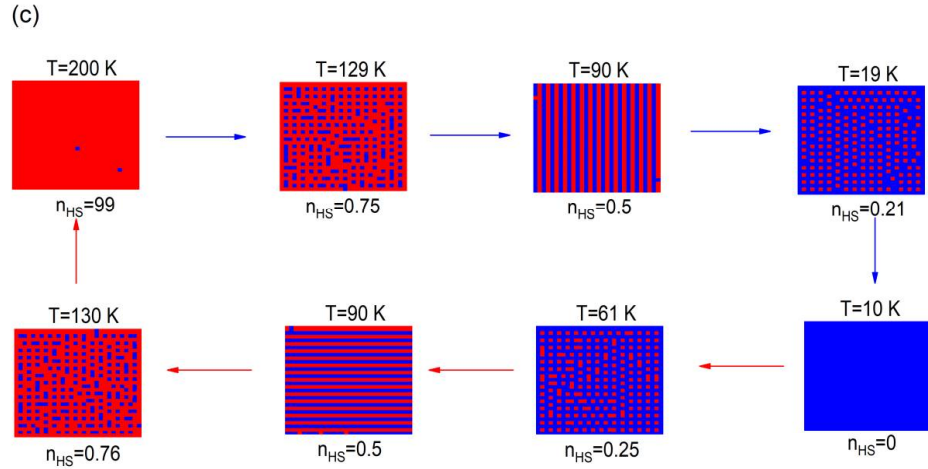 (c)
T=200 K
T=129 K
T=90 K
T=19 K
n_HS=99
n_HS=0.75
n_HS=0.5
n_HS=0.21
T=130 K
T=90 K
T=61 K
T=10 K
n_HS=0.76
n_HS=0.5
n_HS=0.25
n_HS=0